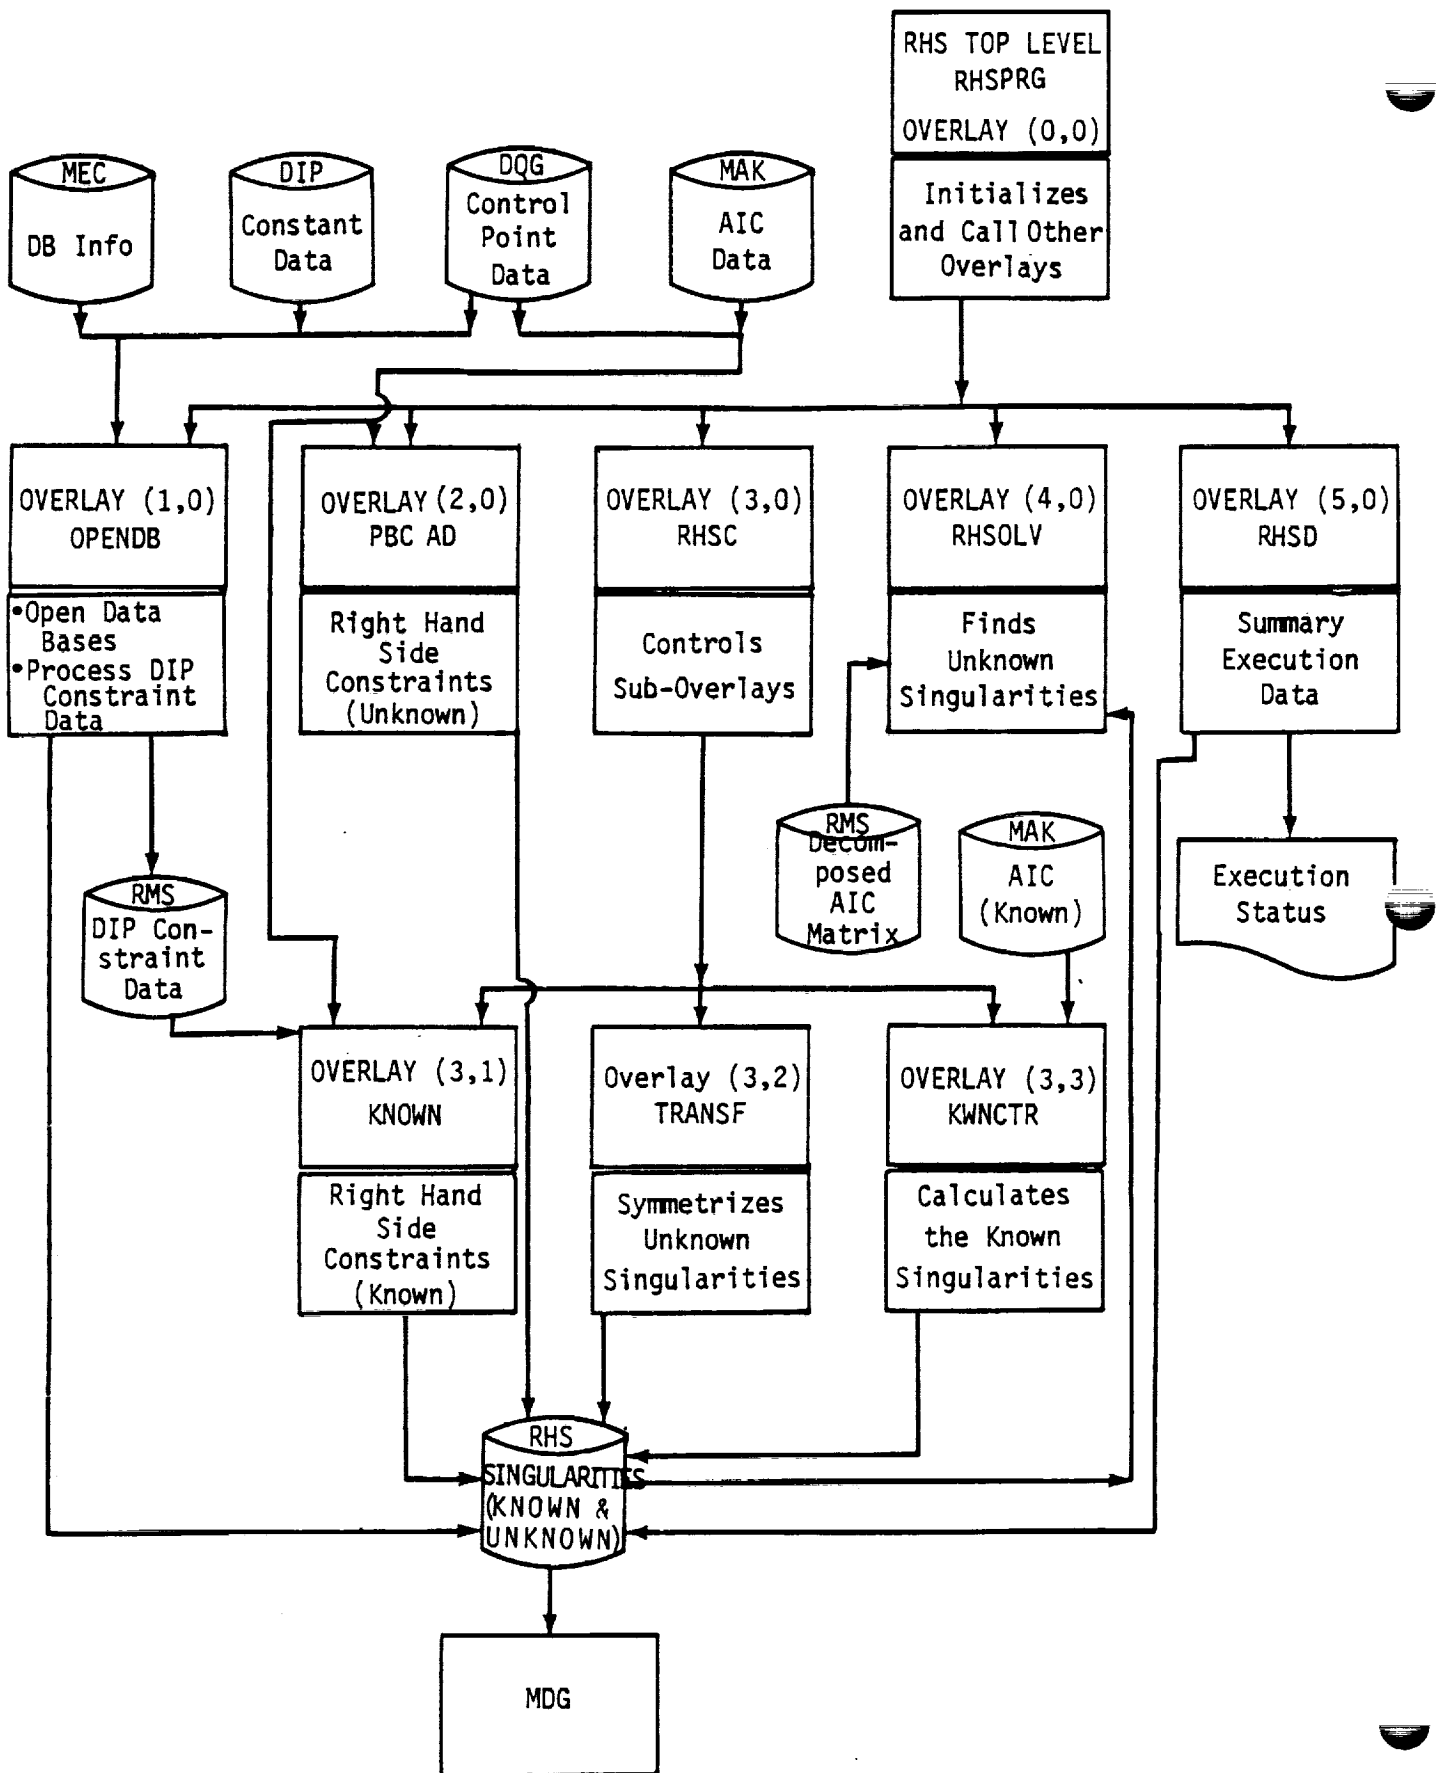 RHS TOP LEVEL
RHSPRG
OVERLAY (0,0)
Initializes
and Call Other
Overlays
MEC
DB Info
DIP
Constant
Data
DQG
Control
Point
Data
MAK
AIC
Data
OVERLAY (1,0)
OPENDB
•Open Data
Bases
•Process DIP
Constraint
Data
OVERLAY (2,0)
PBC AD
Right Hand
Side
Constraints
(Unknown)
OVERLAY (3,0)
RHSC
Controls
Sub-Overlays
OVERLAY (4,0)
RHSOLV
Finds
Unknown
Singularities
OVERLAY (5,0)
RHSD
Summary
Execution
Data
RMS
DIP Con-
straint
Data
RMS
Decom-
posed
AIC
Matrix
MAK
AIC
(Known)
Execution
Status
OVERLAY (3,1)
KNOWN
Right Hand
Side
Constraints
(Known)
Overlay (3,2)
TRANSF
Symmetrizes
Unknown
Singularities
OVERLAY (3,3)
KWNCTR
Calculates
the Known
Singularities
RHS
SINGULARITIES
(KNOWN &
UNKNOWN)
MDG